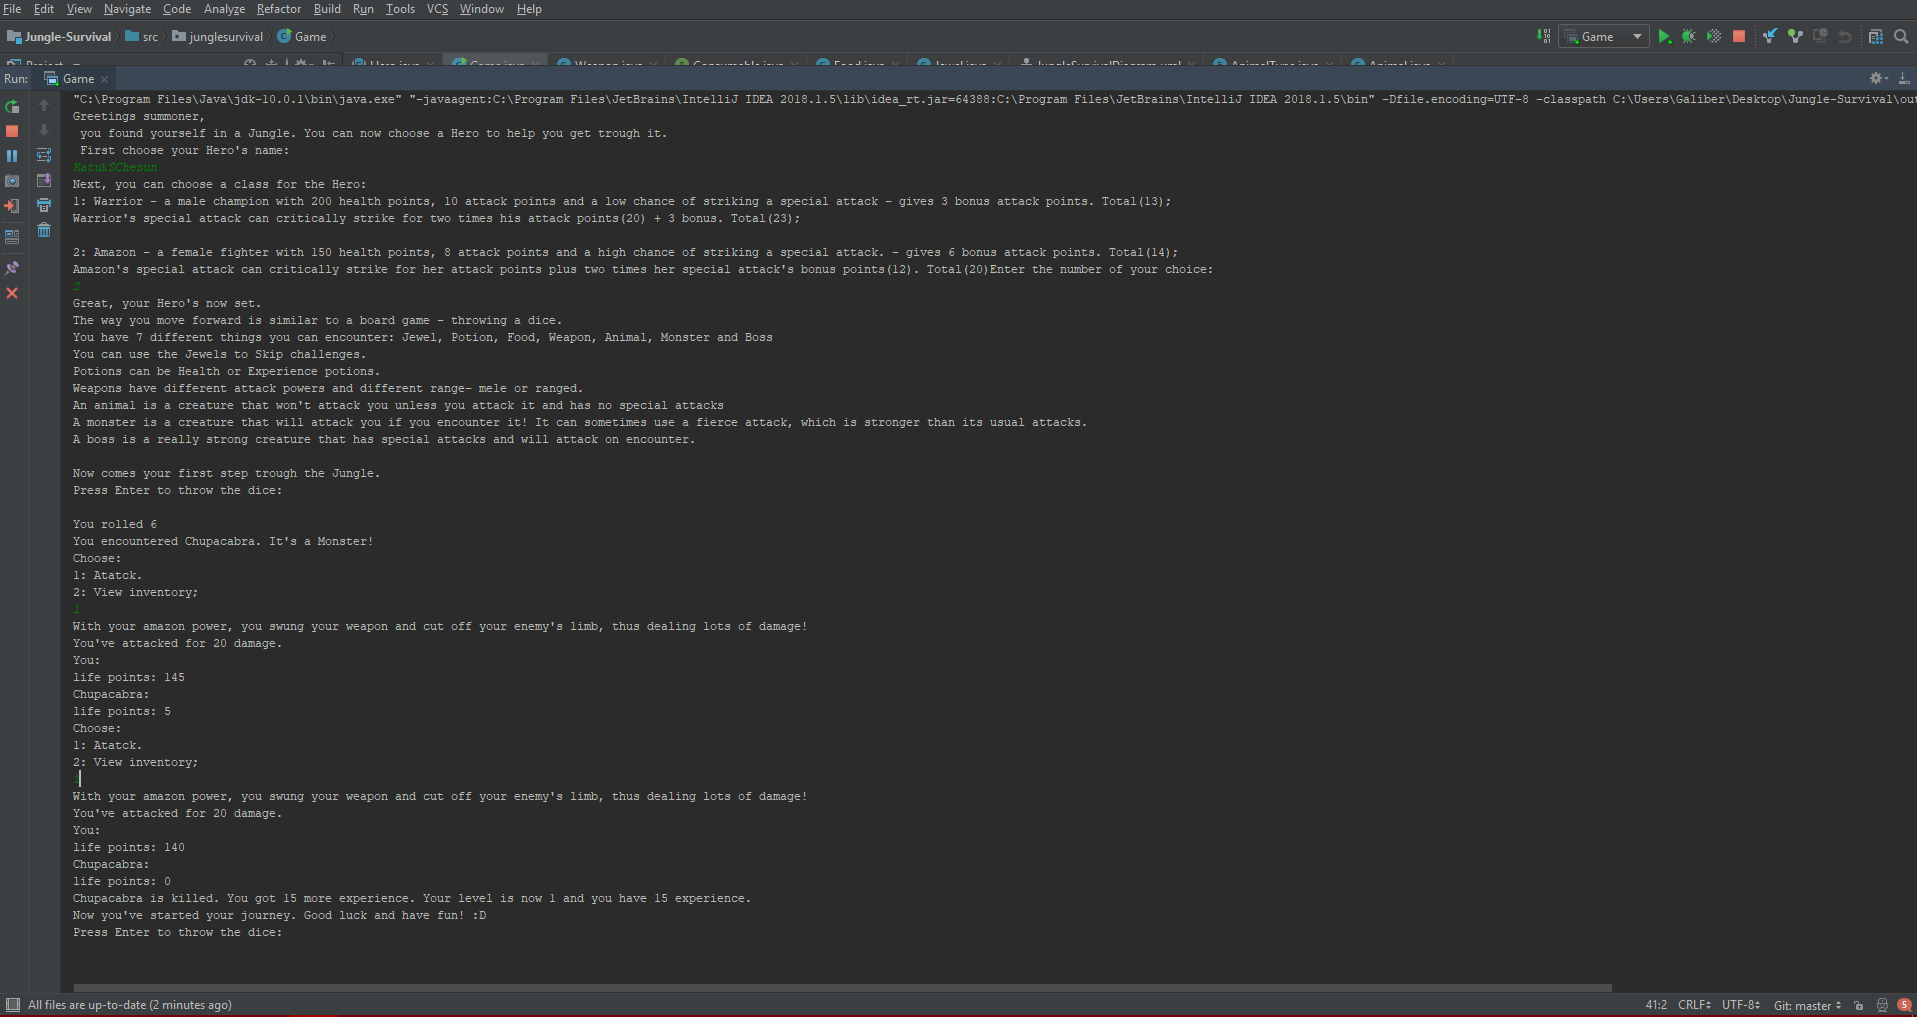 File Edit View Navigate Code Analyze Refactor Build Run Tools VCS Window Help
Jungle-Survival src junglesurvival Game Game
Run: Game
"C:\Program Files\Java\jdk-10.0.1\bin\java.exe" "-javaagent:C:\Program Files\JetBrains\IntelliJ IDEA 2018.1.5\lib\idea_rt.jar=64388:C:\Program Files\JetBrains\IntelliJ IDEA 2018.1.5\bin" -Dfile.encoding=UTF-8 -classpath C:\Users\Galiber\Desktop\Jungle-Survival\out
Greetings summoner,
you found yourself in a Jungle. You can now choose a Hero to help you get trough it.
First choose your Hero's name:
KatukSChesun
Next, you can choose a class for the Hero:
1: Warrior - a male champion with 200 health points, 10 attack points and a low chance of striking a special attack - gives 3 bonus attack points. Total(13);
Warrior's special attack can critically strike for two times his attack points(20) + 3 bonus. Total(23);
2: Amazon - a female fighter with 150 health points, 8 attack points and a high chance of striking a special attack. - gives 6 bonus attack points. Total(14);
Amazon's special attack can critically strike for her attack points plus two times her special attack's bonus points(12). Total(20)Enter the number of your choice:
2
Great, your Hero's now set.
The way you move forward is similar to a board game - throwing a dice.
You have 7 different things you can encounter: Jewel, Potion, Food, Weapon, Animal, Monster and Boss
You can use the Jewels to Skip challenges.
Potions can be Health or Experience potions.
Weapons have different attack powers and different range- mele or ranged.
An animal is a creature that won't attack you unless you attack it and has no special attacks
A monster is a creature that will attack you if you encounter it! It can sometimes use a fierce attack, which is stronger than its usual attacks.
A boss is a really strong creature that has special attacks and will attack on encounter.
Now comes your first step trough the Jungle.
Press Enter to throw the dice:
You rolled 6
You encountered Chupacabra. It's a Monster!
Choose:
1: Atatck.
2: View inventory;
1
With your amazon power, you swung your weapon and cut off your enemy's limb, thus dealing lots of damage!
You've attacked for 20 damage.
You:
life points: 145
Chupacabra:
life points: 5
Choose:
1: Atatck.
2: View inventory;
With your amazon power, you swung your weapon and cut off your enemy's limb, thus dealing lots of damage!
You've attacked for 20 damage.
You:
life points: 140
Chupacabra:
life points: 0
Chupacabra is killed. You got 15 more experience. Your level is now 1 and you have 15 experience.
Now you've started your journey. Good luck and have fun! :D
Press Enter to throw the dice:
All files are up-to-date (2 minutes ago) 41:2 CRLF UTF-8 Git: master 5